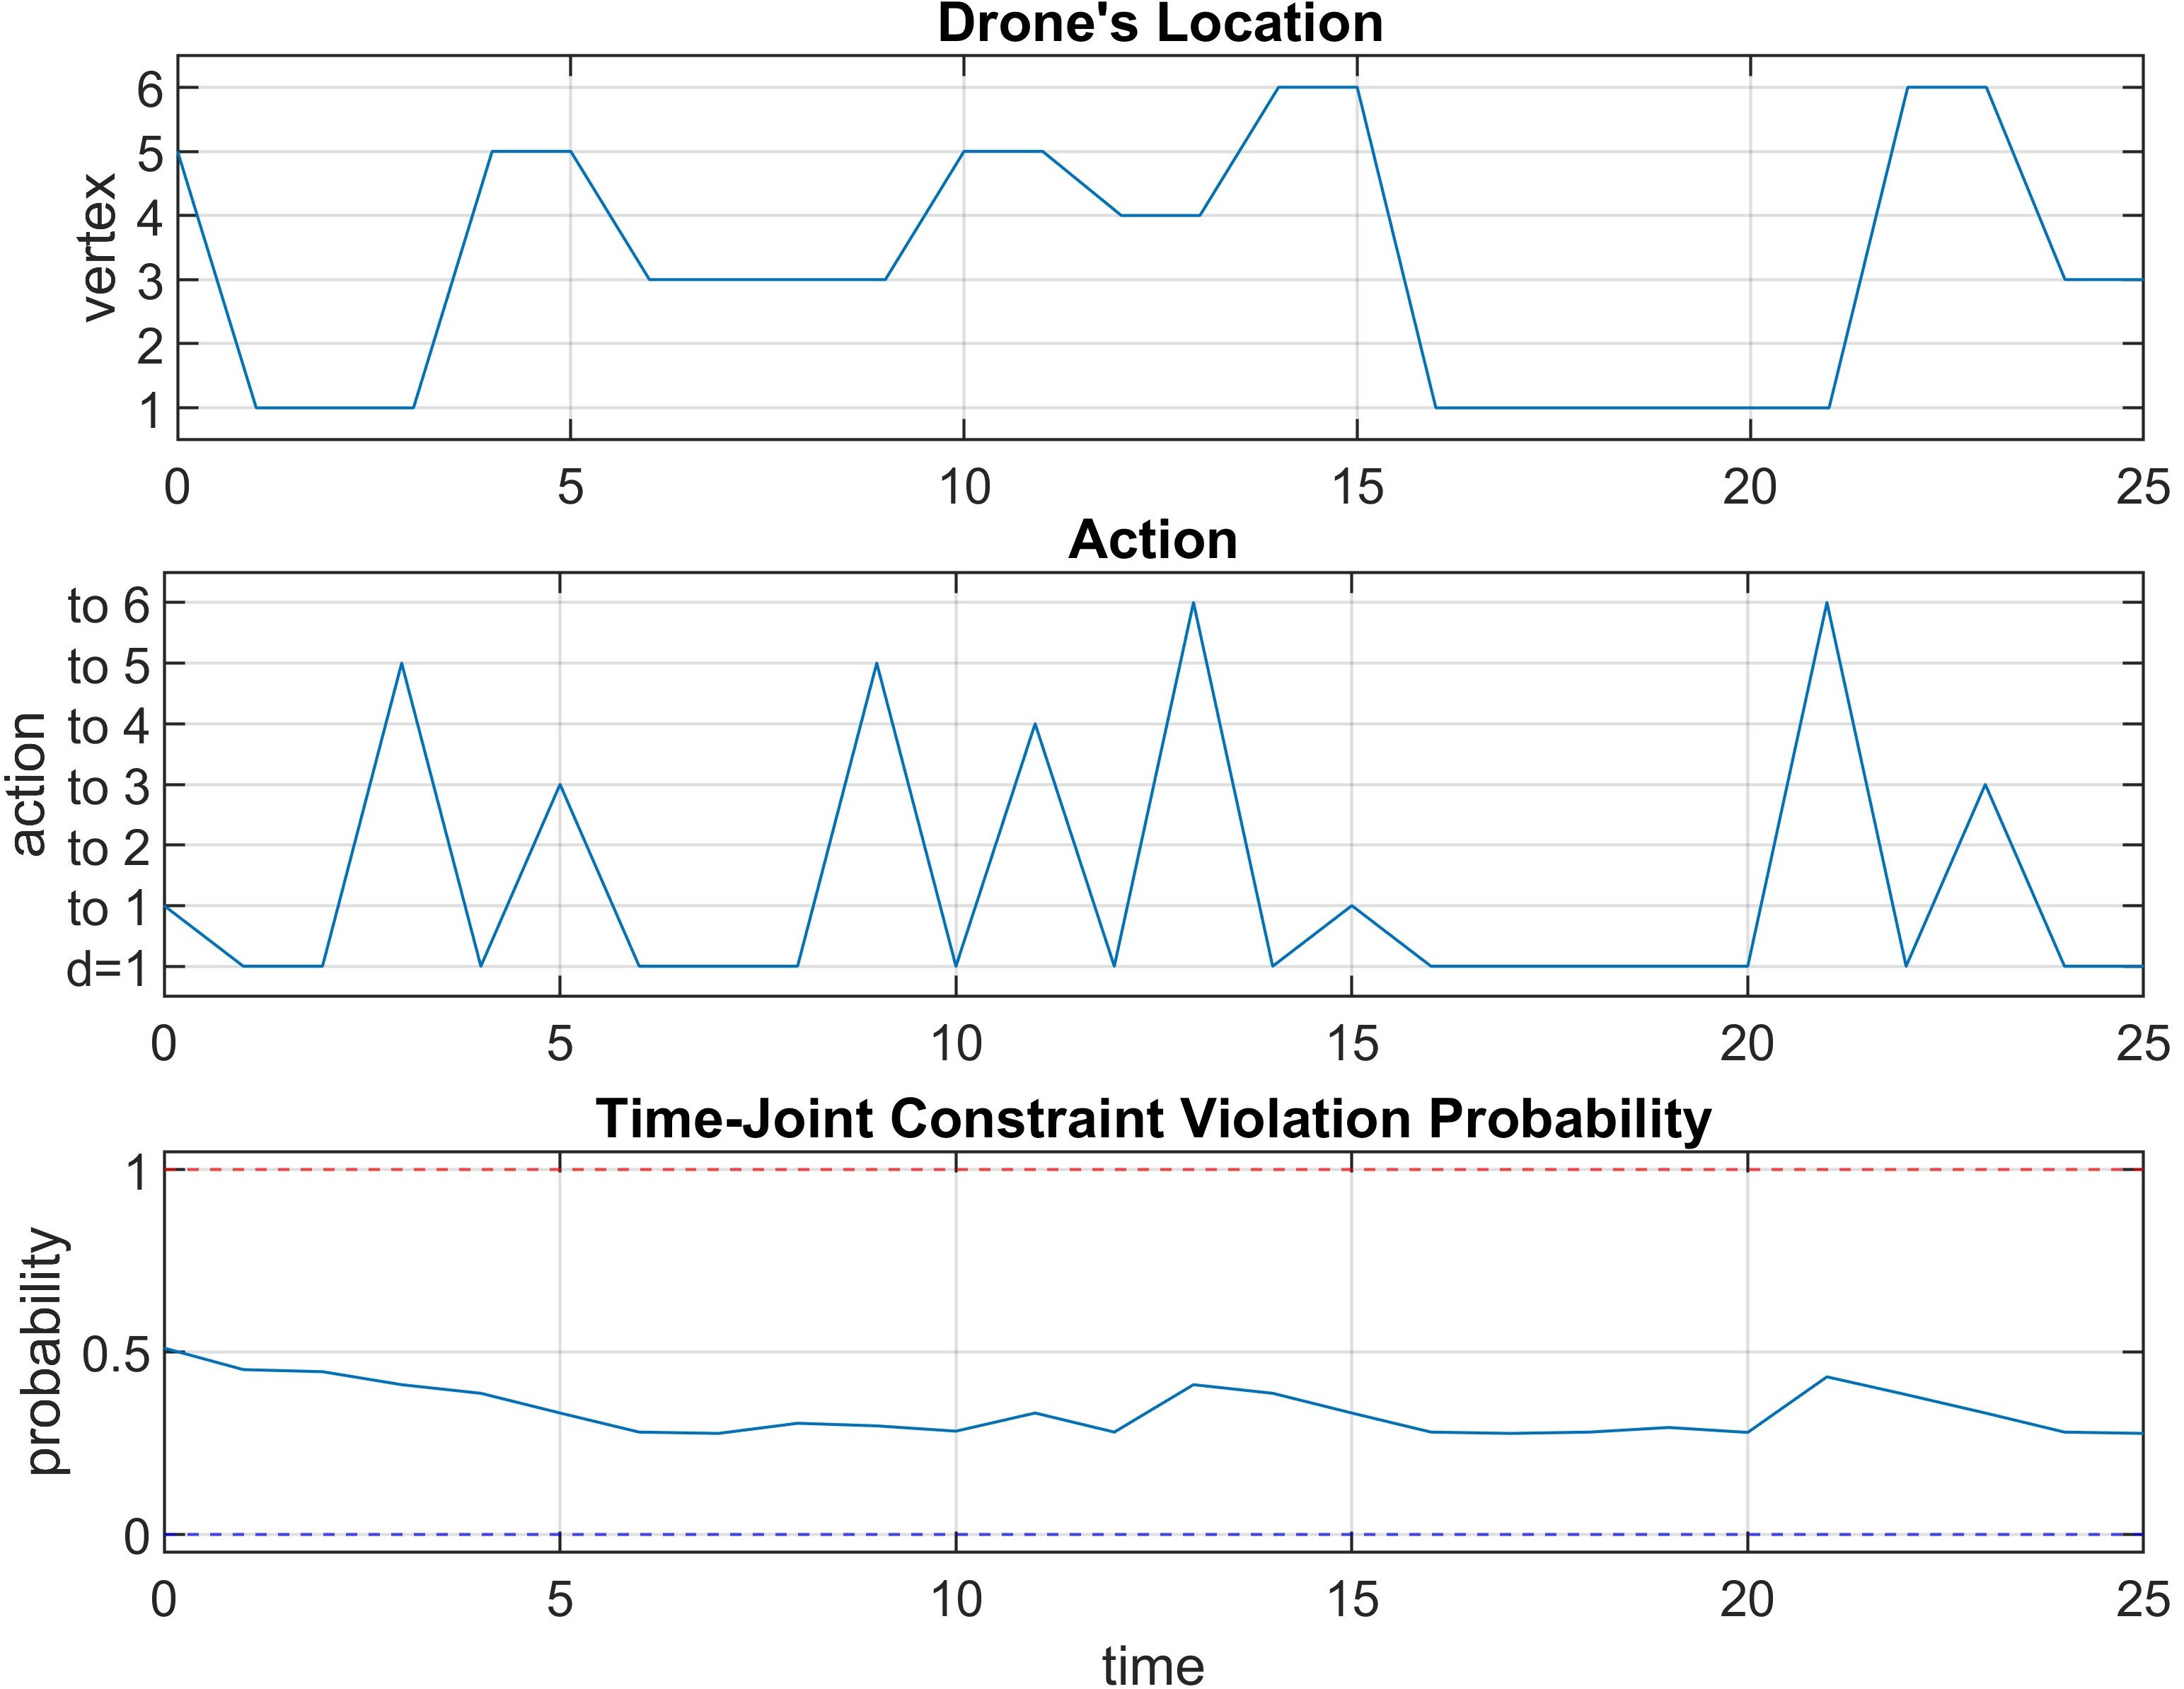 Drone's Location
vertex
6
5
4
3
2
1
0 5 10 15 20 25
Action
action
to 6
to 5
to 4
to 3
to 2
to 1
d=1
0 5 10 15 20 25
Time-Joint Constraint Violation Probability
probability
1
0.5
0
0 5 10 15 20 25
time